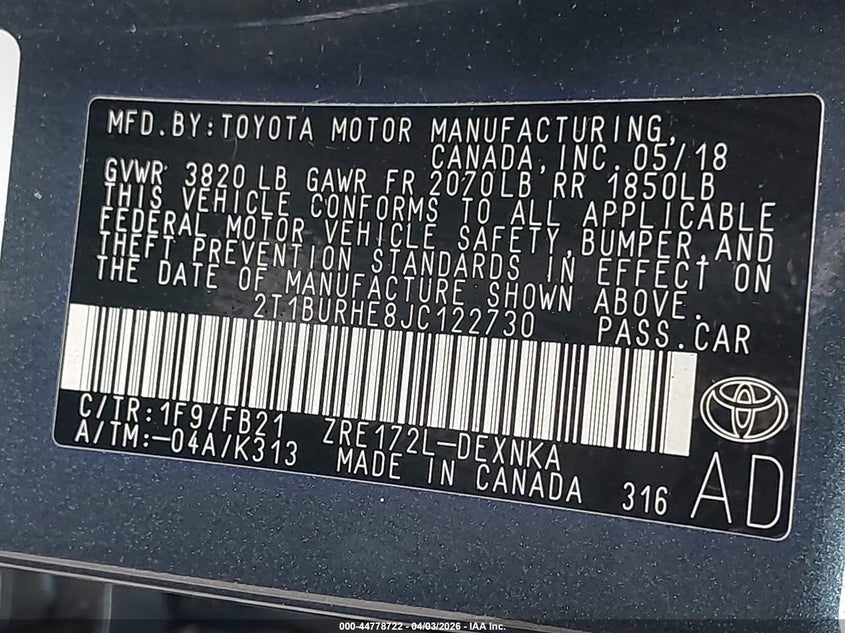 MFD.BY:TOYOTA MOTOR MANUFACTURING,
CANADA,INC.05/18
GVWR 3820 LB GAWR FR 2070LB RR 1850LB
THIS VEHICLE CONFORMS TO ALL APPLICABLE
FEDERAL MOTOR VEHICLE SAFETY,BUMPER,AND
THEFT PREVENTION STANDARDS IN EFFECT ON
THE DATE OF MANUFACTURE SHOWN ABOVE.
2T1BURHE8JC122730 PASS.CAR
C/TR:1F9/FB21 ZRE172L-DEXNKA
A/TM:-04A/K313 MADE IN CANADA 316 AD
000-44778722 - 04/03/2026 - IAA Inc.